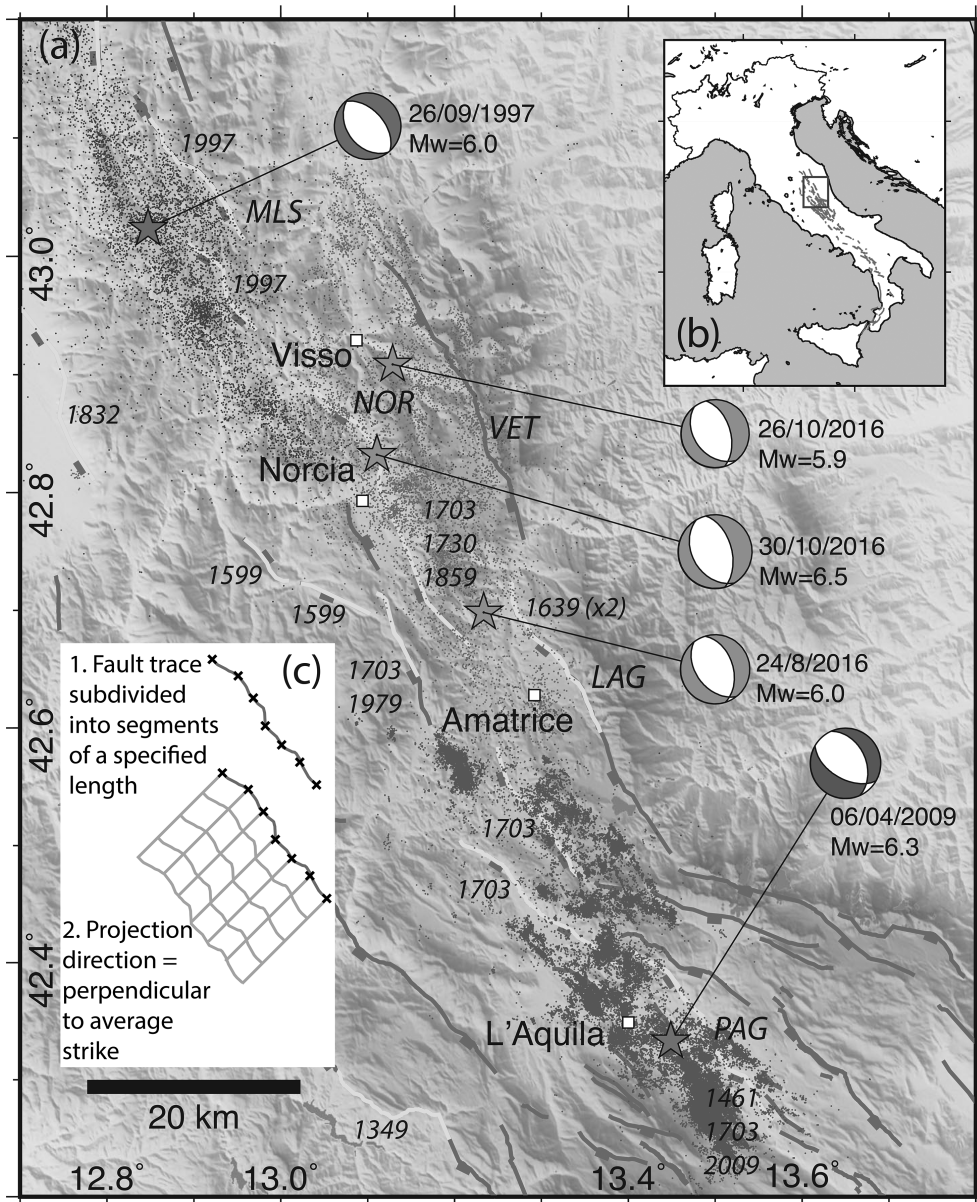 (a)
26/09/1997
Mw=6.0
1997
MLS
43.0°
1997
(b)
Visso
NOR
1832
VET
26/10/2016
Mw=5.9
Norcia
42.8°
1703
1730
1859
30/10/2016
Mw=6.5
1599
1599
1639 (x2)
24/8/2016
Mw=6.0
LAG
1703
1979
(c)
1. Fault trace
subdivided
into segments
of a specified
length
Amatrice
42.6°
06/04/2009
Mw=6.3
1703
1703
2. Projection
direction =
perpendicular
to average
strike
42.4°
L'Aquila
PAG
20 km
1349
1461
1703
2009
12.8°
13.0°
13.4°
13.6°